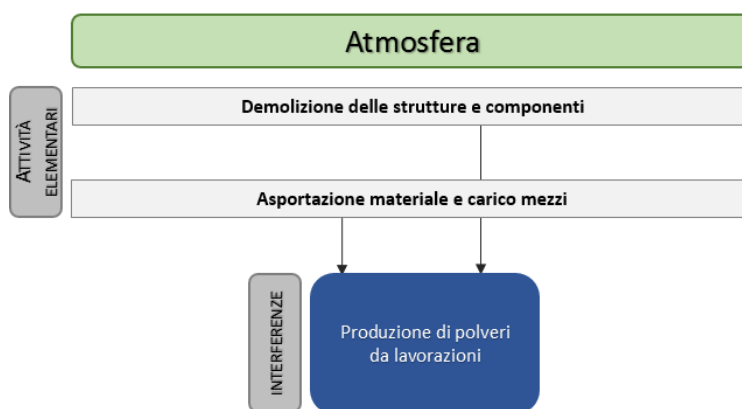 Atmosfera
ATTIVITÀ
ELEMENTARI
Demolizione delle strutture e componenti
Asportazione materiale e carico mezzi
INTERFERENZE
Produzione di polveri
da lavorazioni